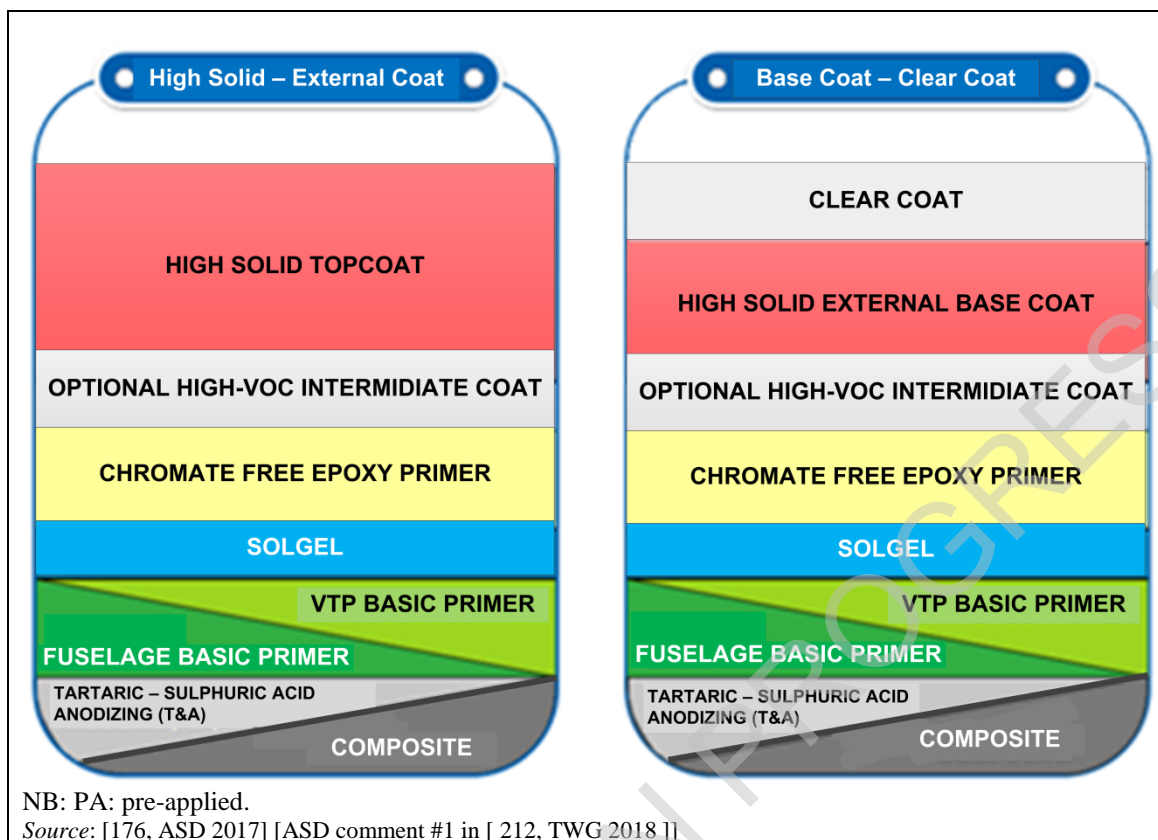 High Solid – External Coat
HIGH SOLID TOPCOAT
OPTIONAL HIGH-VOC INTERMIDIATE COAT
CHROMATE FREE EPOXY PRIMER
SOLGEL
VTP BASIC PRIMER
FUSELAGE BASIC PRIMER
TARTARIC – SULPHURIC ACID
ANODIZING (T&A)
COMPOSITE
Base Coat – Clear Coat
CLEAR COAT
HIGH SOLID EXTERNAL BASE COAT
OPTIONAL HIGH-VOC INTERMIDIATE COAT
CHROMATE FREE EPOXY PRIMER
SOLGEL
VTP BASIC PRIMER
FUSELAGE BASIC PRIMER
TARTARIC – SULPHURIC ACID
ANODIZING (T&A)
COMPOSITE
NB: PA: pre-applied.
Source: [176, ASD 2017] [ASD comment #1 in [ 212, TWG 2018 ]]
N PROGRESS